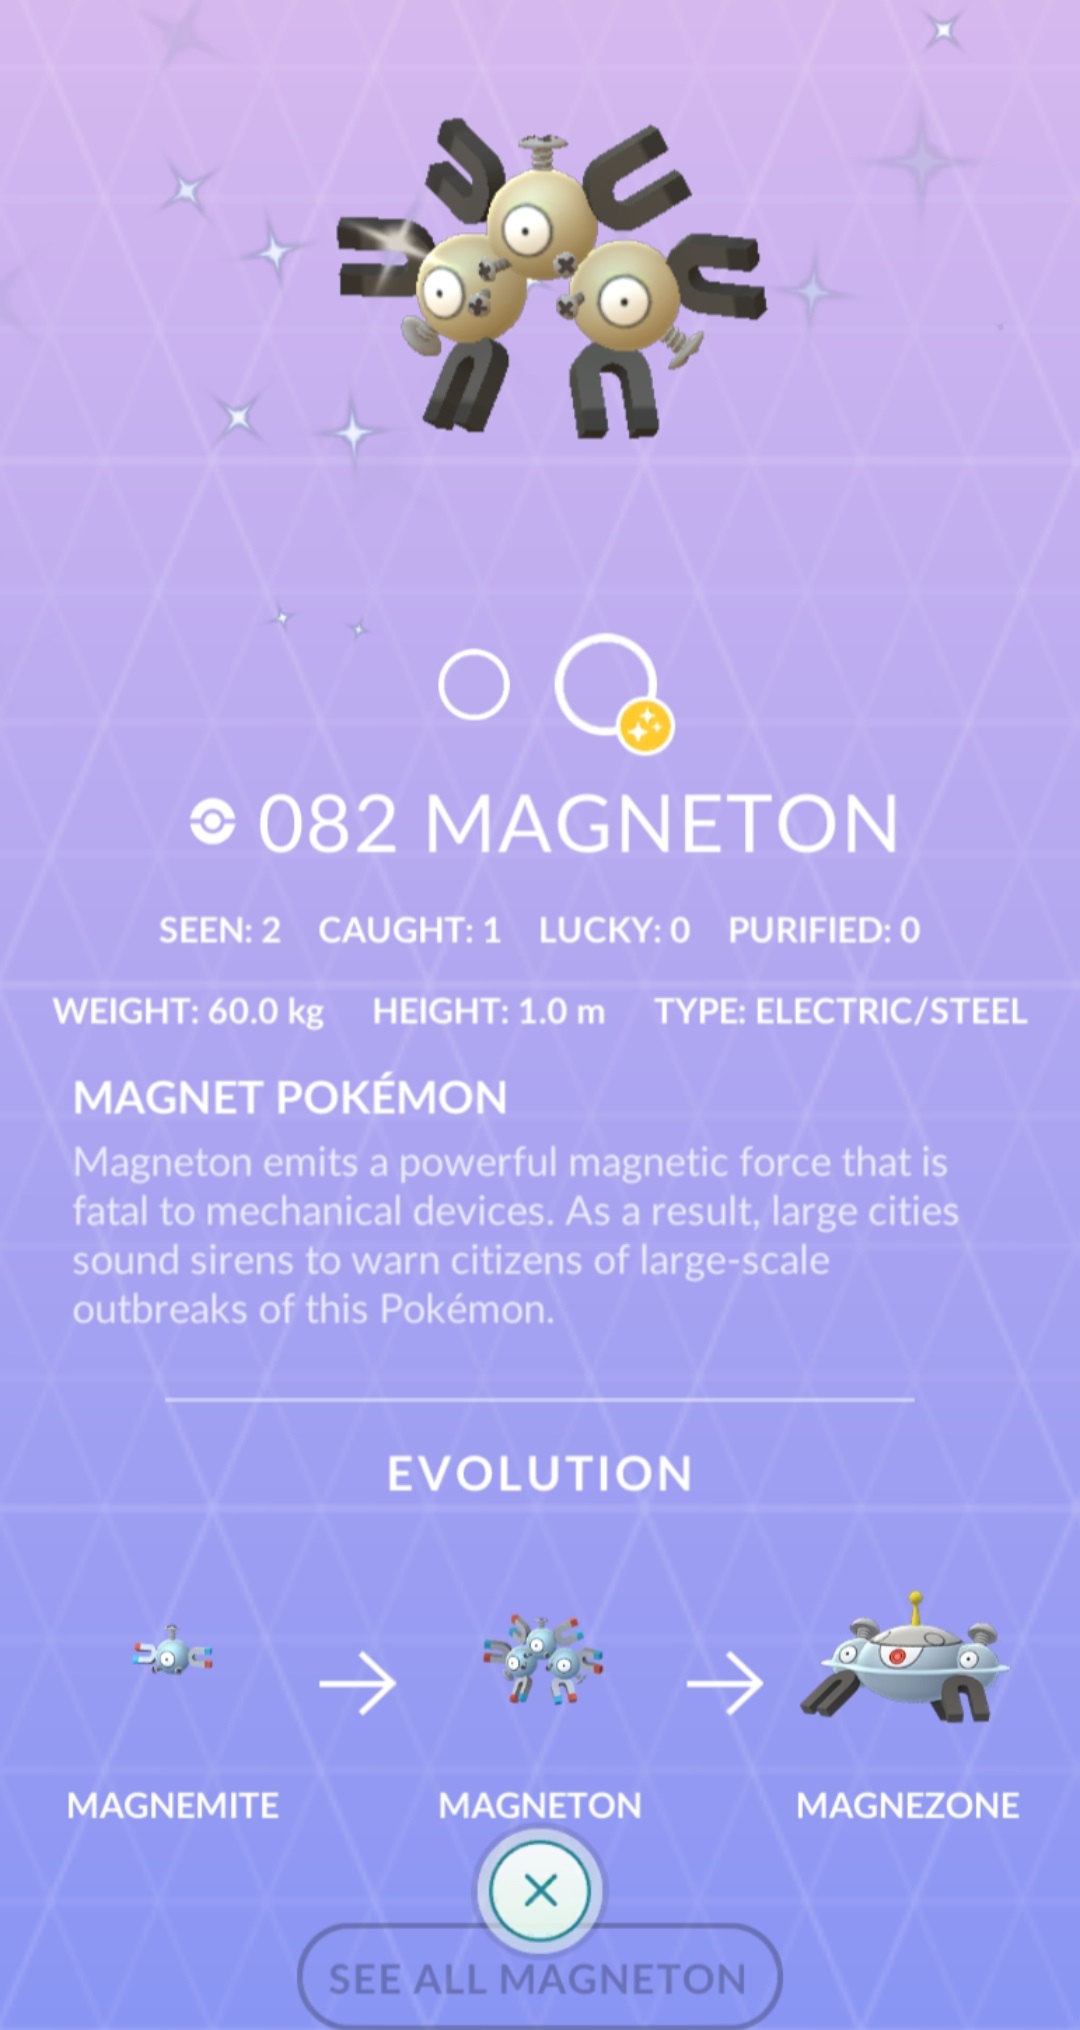 082 MAGNETON
SEEN: 2 CAUGHT: 1 LUCKY: 0 PURIFIED: 0
WEIGHT: 60.0 kg HEIGHT: 1.0 m TYPE: ELECTRIC/STEEL
MAGNET POKÉMON
Magneton emits a powerful magnetic force that is
fatal to mechanical devices. As a result, large cities
sound sirens to warn citizens of large-scale
outbreaks of this Pokémon.
EVOLUTION
MAGNEMITE MAGNETON MAGNEZONE
SEE ALL MAGNETON